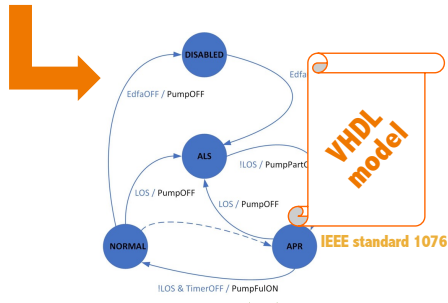 DISABLED
EdfaOFF / PumpOFF
Edfa
VHDL
model
ALS
!LOS /
LOS / PumpOFF
LOS / PumpOFF
NORMAL
APR
IEEE standard 1076
!LOS & TimerOFF / PumpFulON